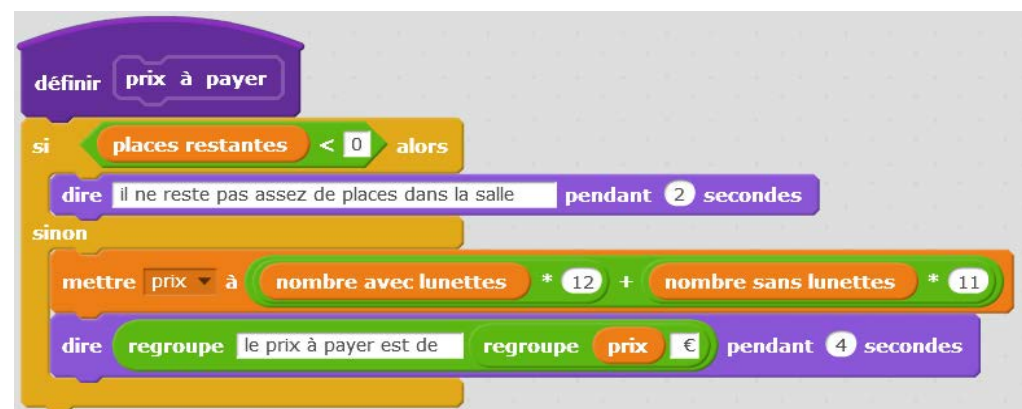 définir prix à payer
si places restantes < 0 alors
dire il ne reste pas assez de places dans la salle pendant 2 secondes
sinon
mettre prix à nombre avec lunettes * 12 + nombre sans lunettes * 11
dire regroupe le prix à payer est de regroupe prix € pendant 4 secondes